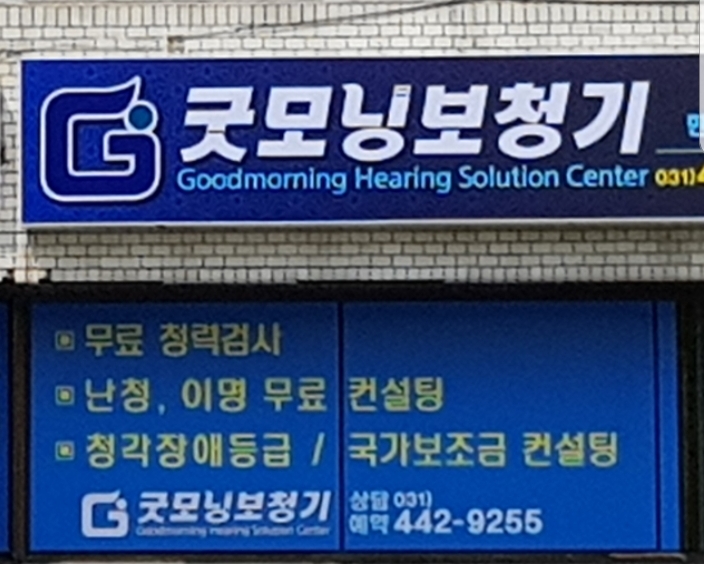 굿모닝보청기
Goodmorning Hearing Solution Center 031)4
무료 청력검사
난청, 이명 무료 컨설팅
청각장애등급 / 국가보조금 컨설팅
굿모닝보청기
Goodmorning Hearing Solution Center
상담 031)
예약 442-9255